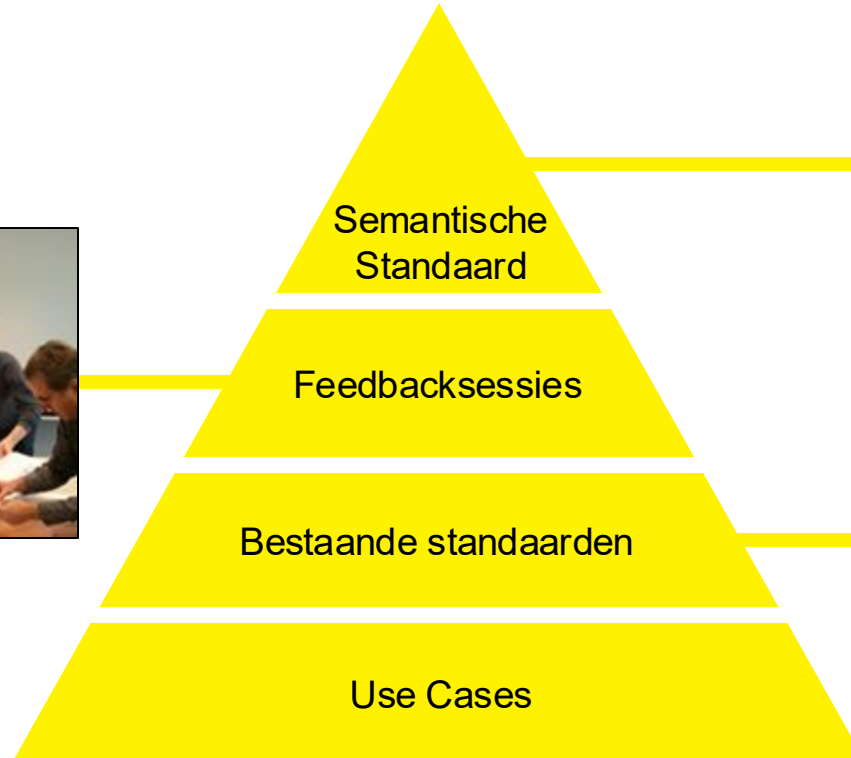 Semantische
Standaard
Feedbacksessies
Bestaande standaarden
Use Cases